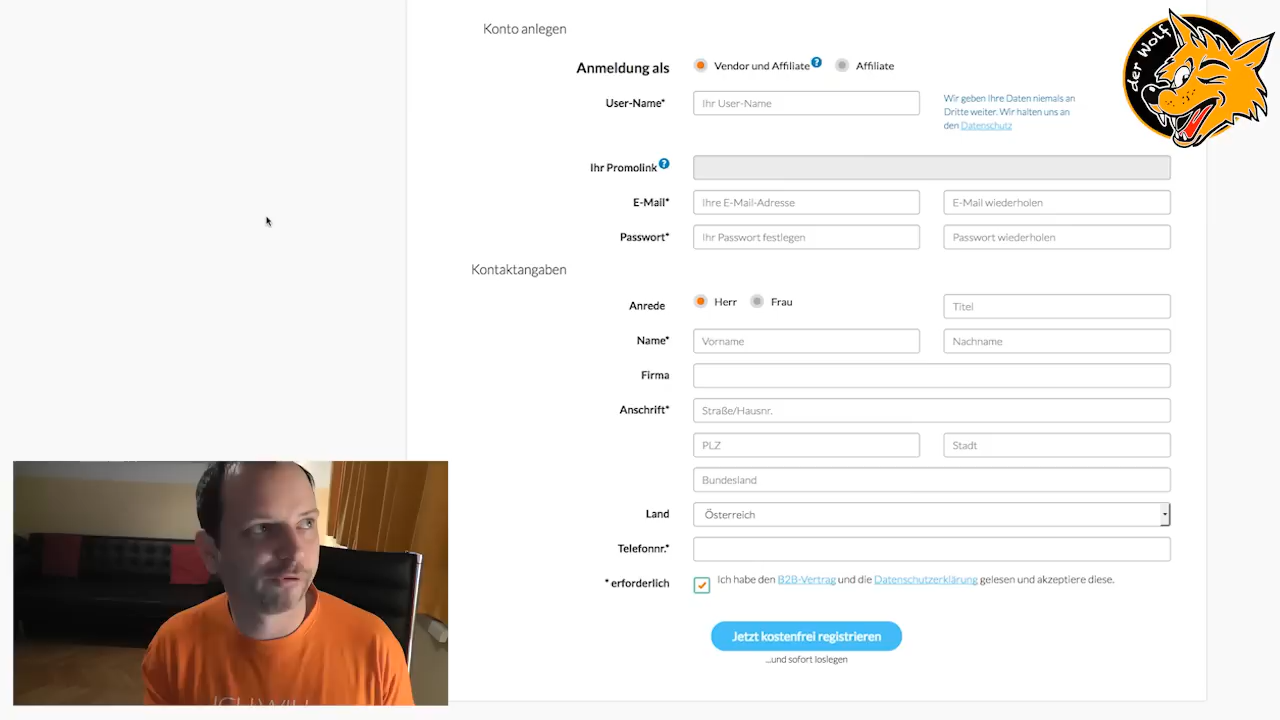 Konto anlegen
Anmeldung als
Vendor und Affiliate ?
Affiliate
User-Name*
Ihr User-Name
Wir geben Ihre Daten niemals an
Dritte weiter. Wir halten uns an
den Datenschutz
Ihr Promolink ?
E-Mail*
Ihre E-Mail-Adresse
E-Mail wiederholen
Passwort*
Ihr Passwort festlegen
Passwort wiederholen
Kontaktangaben
Anrede
Herr
Frau
Titel
Name*
Vorname
Nachname
Firma
Anschrift*
Straße/Hausnr.
PLZ
Stadt
Bundesland
Land
Österreich
Telefonnr.*
* erforderlich
Ich habe den B2B-Vertrag und die Datenschutzerklärung gelesen und akzeptiere diese.
Jetzt kostenfrei registrieren
...und sofort loslegen
der Wolf
ICH WILL